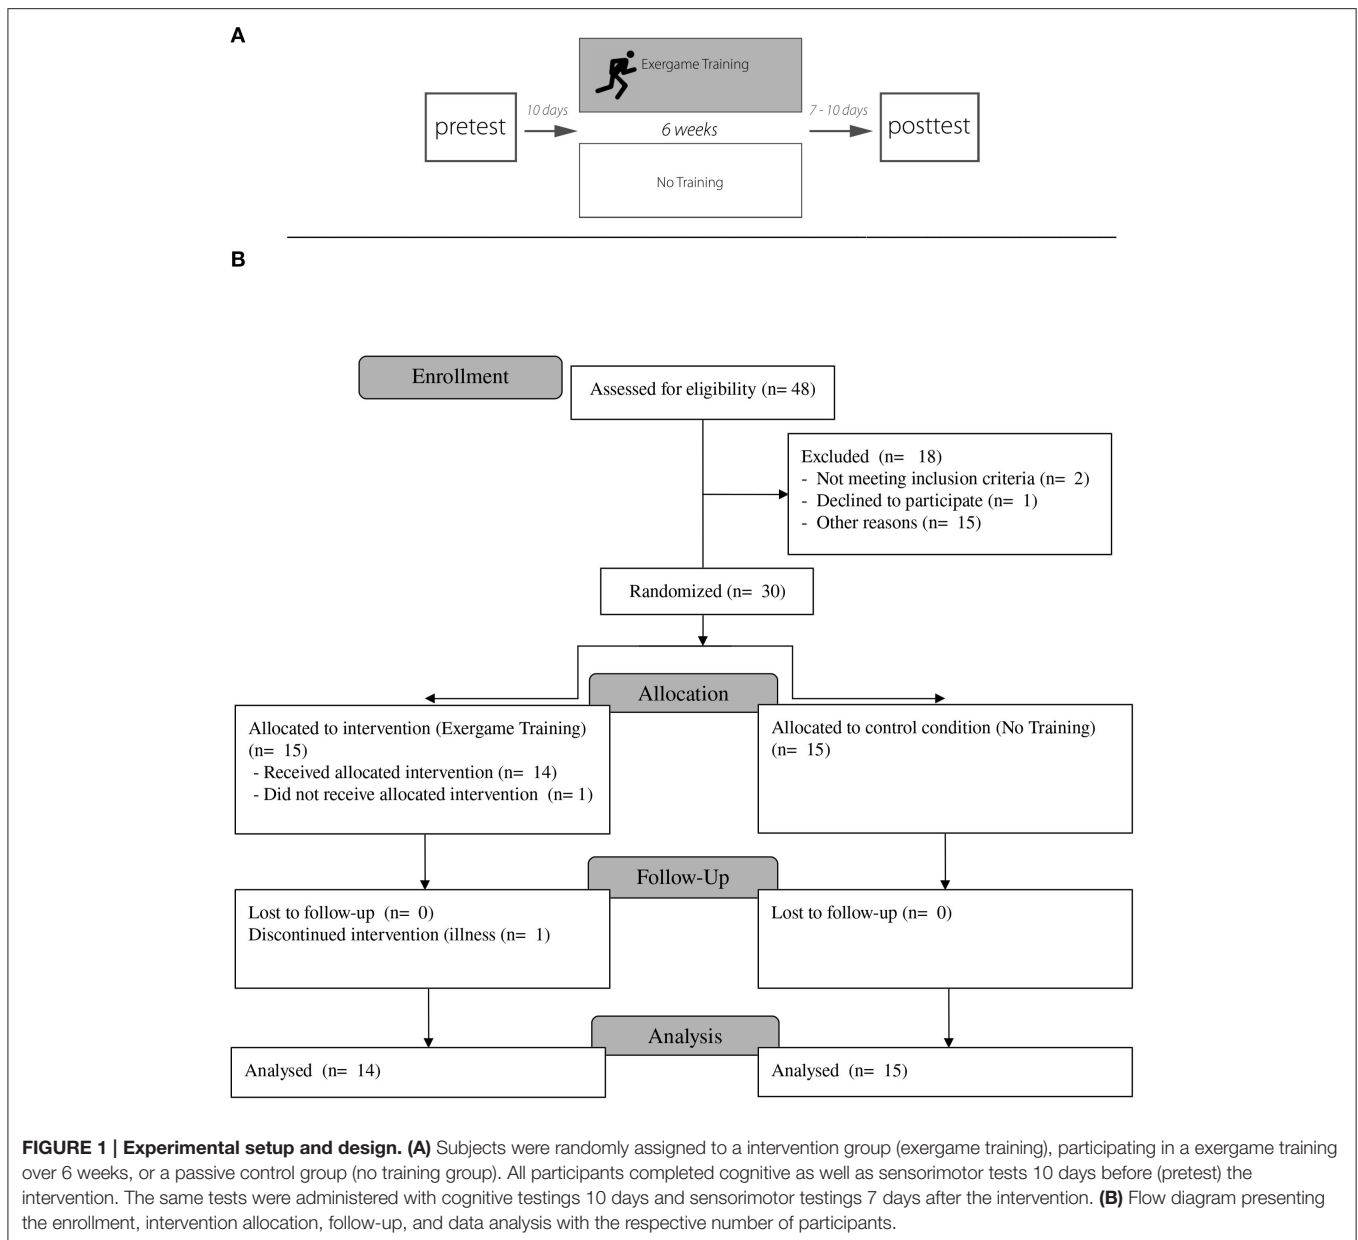 A
Exergame Training
pretest
10 days
6 weeks
7 - 10 days
posttest
No Training
B
Enrollment
Assessed for eligibility (n= 48)
Excluded (n= 18)
- Not meeting inclusion criteria (n= 2)
- Declined to participate (n= 1)
- Other reasons (n= 15)
Randomized (n= 30)
Allocation
Allocated to intervention (Exergame Training)
(n= 15)
- Received allocated intervention (n= 14)
- Did not receive allocated intervention (n= 1)
Allocated to control condition (No Training)
(n= 15)
Follow-Up
Lost to follow-up (n= 0)
Discontinued intervention (illness (n= 1)
Lost to follow-up (n= 0)
Analysis
Analysed (n= 14)
Analysed (n= 15)
FIGURE 1 | Experimental setup and design. (A) Subjects were randomly assigned to a intervention group (exergame training), participating in a exergame training
over 6 weeks, or a passive control group (no training group). All participants completed cognitive as well as sensorimotor tests 10 days before (pretest) the
intervention. The same tests were administered with cognitive testings 10 days and sensorimotor testings 7 days after the intervention. (B) Flow diagram presenting
the enrollment, intervention allocation, follow-up, and data analysis with the respective number of participants.